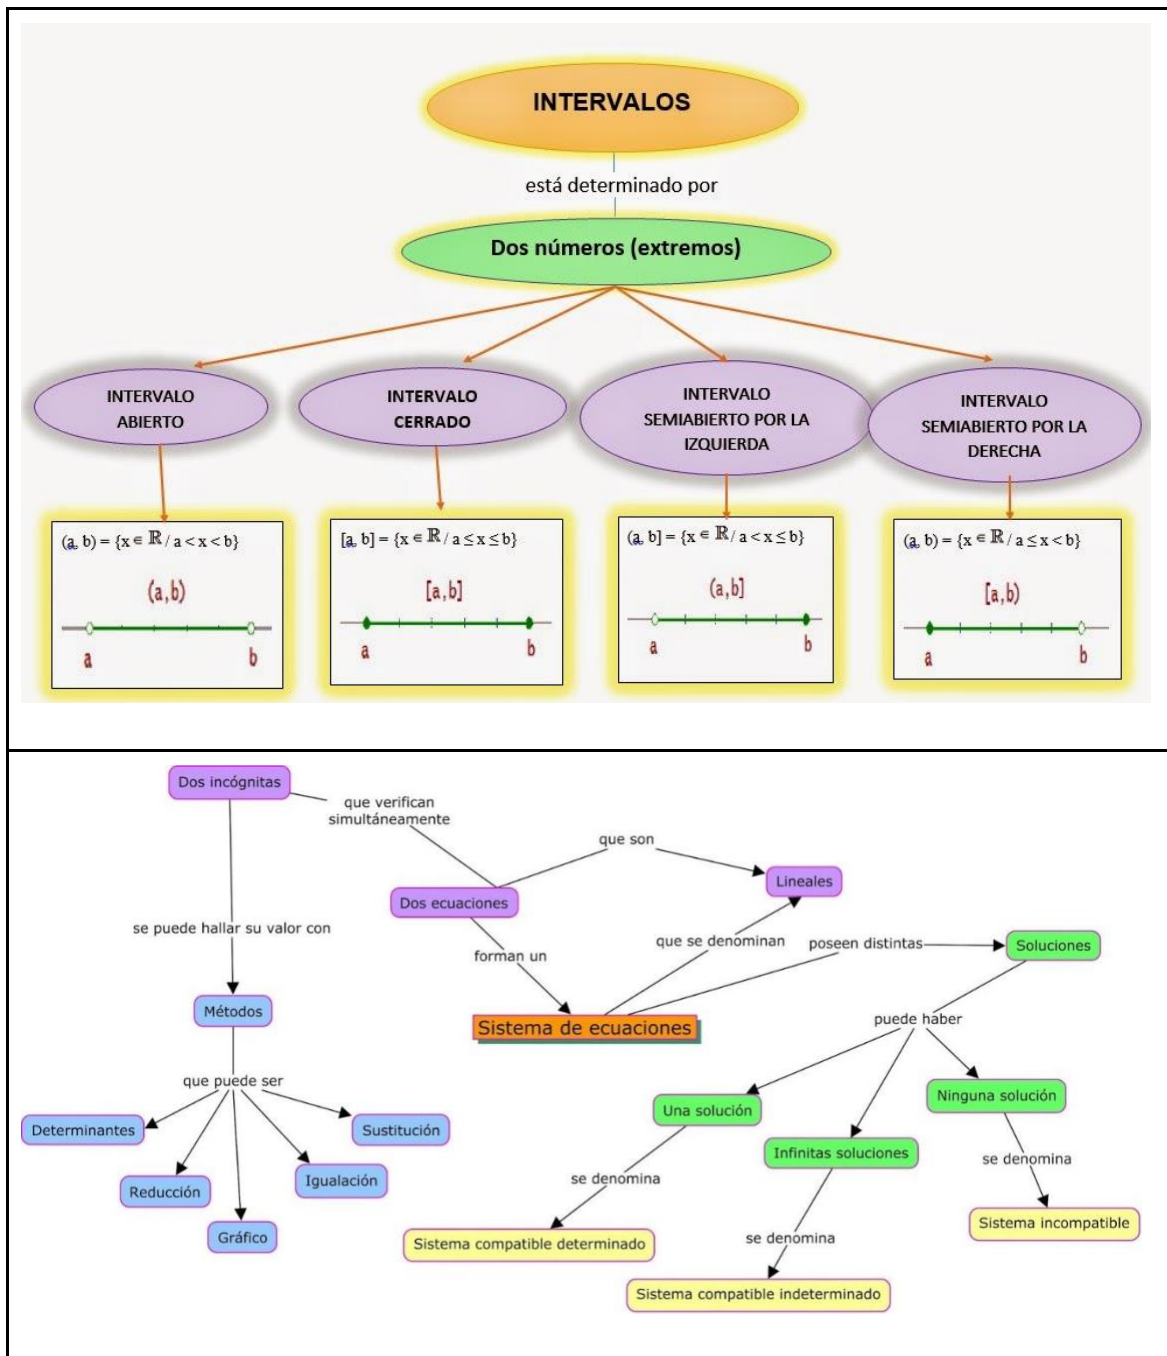 INTERVALOS
está determinado por
Dos números (extremos)
INTERVALO
ABIERTO
INTERVALO
CERRADO
INTERVALO
SEMIABIERTO POR LA
IZQUIERDA
INTERVALO
SEMIABIERTO POR LA
DERECHA
(a, b) = {x ∈ ℝ / a < x < b}
(a,b)
a b
[a, b] = {x ∈ ℝ / a ≤ x ≤ b}
[a,b]
a b
(a, b] = {x ∈ ℝ / a < x ≤ b}
(a,b]
a b
(a, b) = {x ∈ ℝ / a ≤ x < b}
[a,b)
a b
Dos incógnitas
que verifican
simultáneamente
que son
Lineales
Dos ecuaciones
se puede hallar su valor con
forman un
que se denominan
poseen distintas
Soluciones
Métodos
Sistema de ecuaciones
puede haber
que puede ser
Determinantes
Sustitución
Reducción
Igualación
Gráfico
Una solución
Ninguna solución
Infinitas soluciones
se denomina
se denomina
se denomina
Sistema compatible determinado
Sistema incompatible
Sistema compatible indeterminado